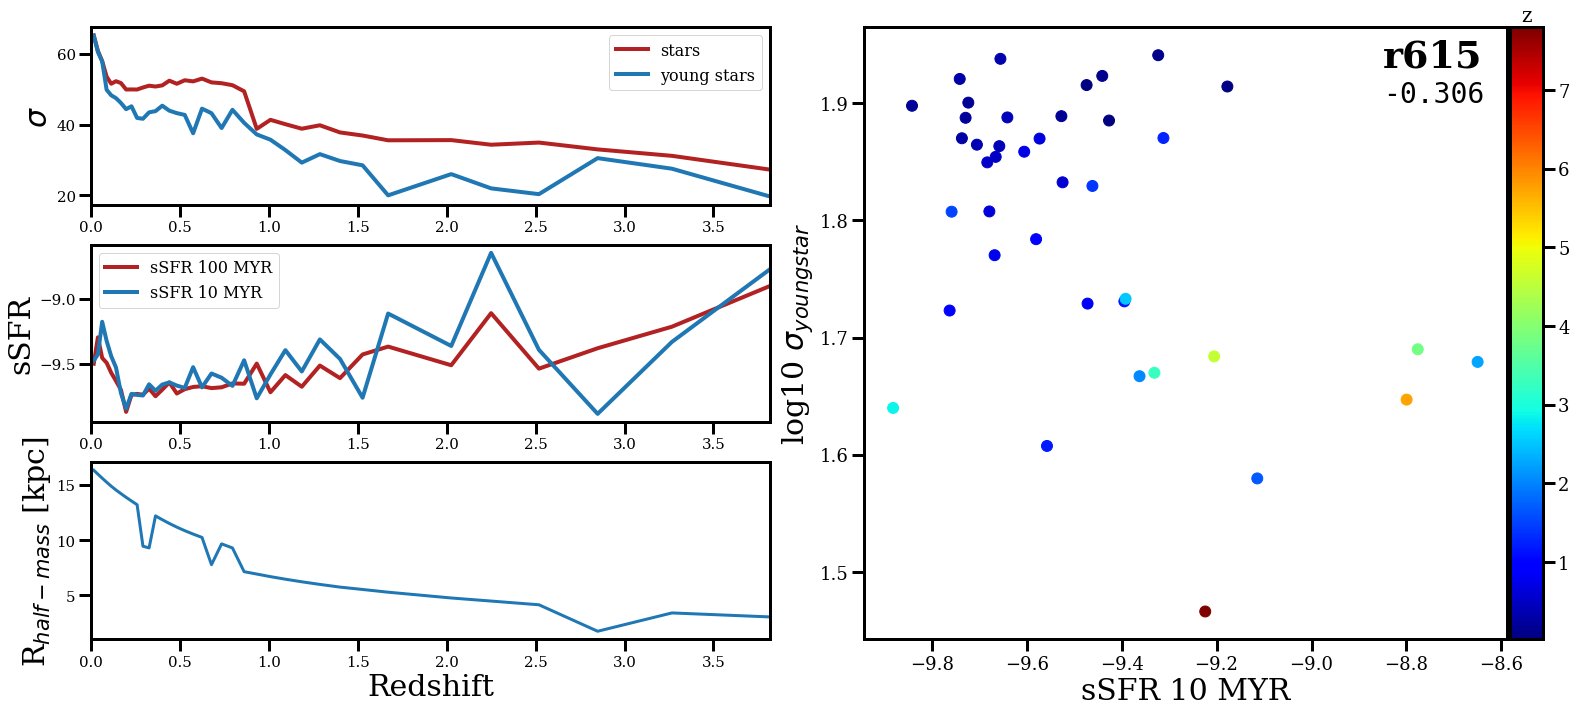 60
40
20
σ
stars
young stars
0.0 0.5 1.0 1.5 2.0 2.5 3.0 3.5
−9.0
−9.5
sSFR
sSFR 100 MYR
sSFR 10 MYR
0.0 0.5 1.0 1.5 2.0 2.5 3.0 3.5
15
10
5
R_{half−mass} [kpc]
0.0 0.5 1.0 1.5 2.0 2.5 3.0 3.5
Redshift
r615
-0.306
1.9
1.8
1.7
1.6
1.5
log10 σ_{youngstar}
−9.8 −9.6 −9.4 −9.2 −9.0 −8.8 −8.6
sSFR 10 MYR
z
7
6
5
4
3
2
1